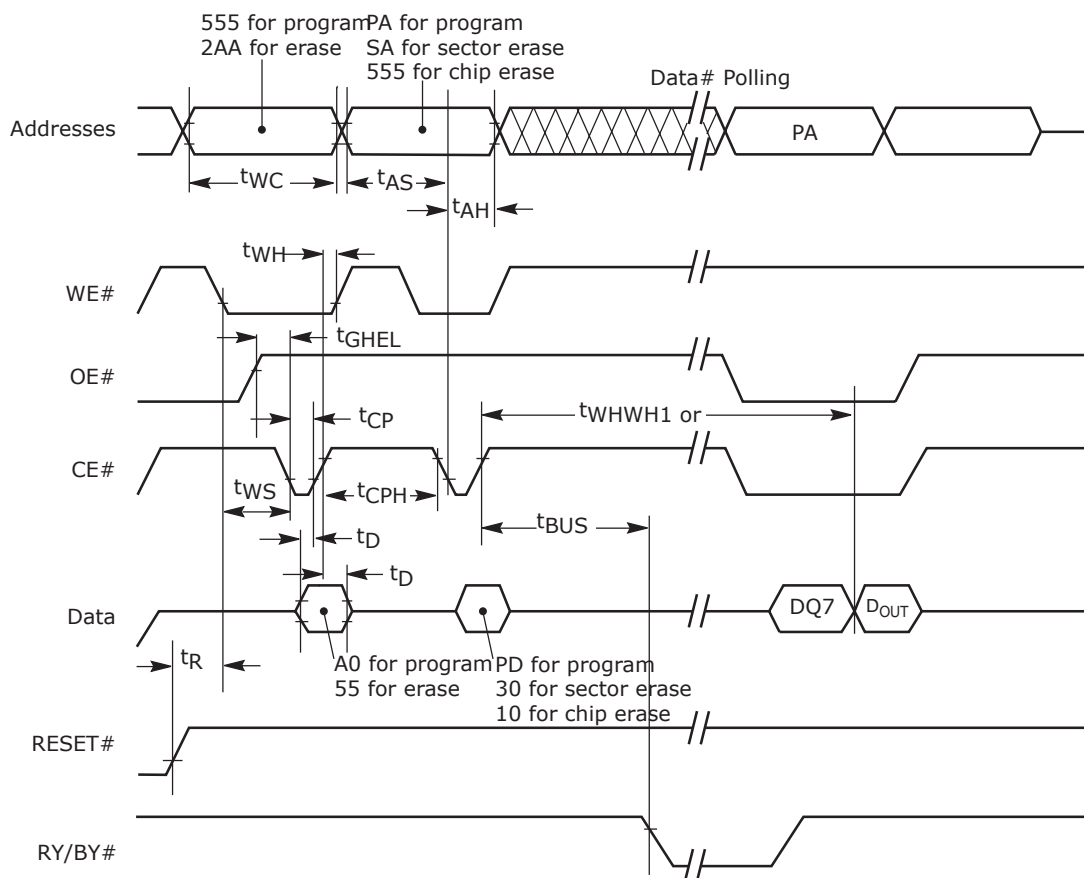 555 for program
2AA for erase
PA for program
SA for sector erase
555 for chip erase
Data# Polling
Addresses
PA
tWC
tAS
tAH
tWH
WE#
tGHEL
OE#
tWHWH1 or
tCP
CE#
tWS
tCPH
tBUS
tD
tD
Data
DQ7
DOUT
tR
A0 for program
55 for erase
PD for program
30 for sector erase
10 for chip erase
RESET#
RY/BY#